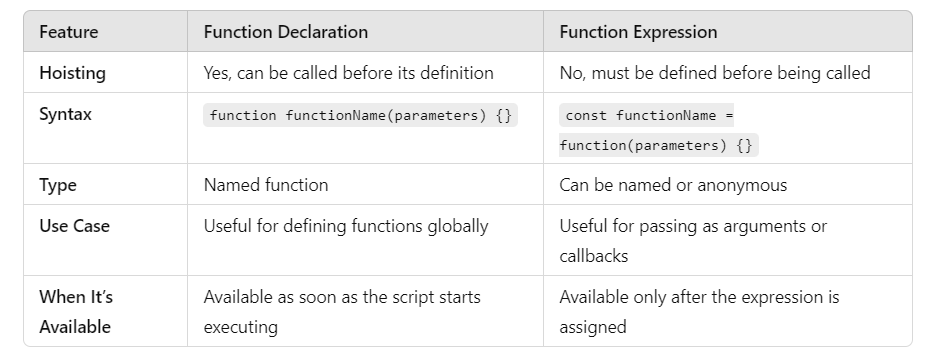 Feature Function Declaration Function Expression
Hoisting Yes, can be called before its definition No, must be defined before being called
Syntax function functionName(parameters) {} const functionName =
function(parameters) {}
Type Named function Can be named or anonymous
Use Case Useful for defining functions globally Useful for passing as arguments or
callbacks
When It’s Available as soon as the script starts Available only after the expression is
Available executing assigned